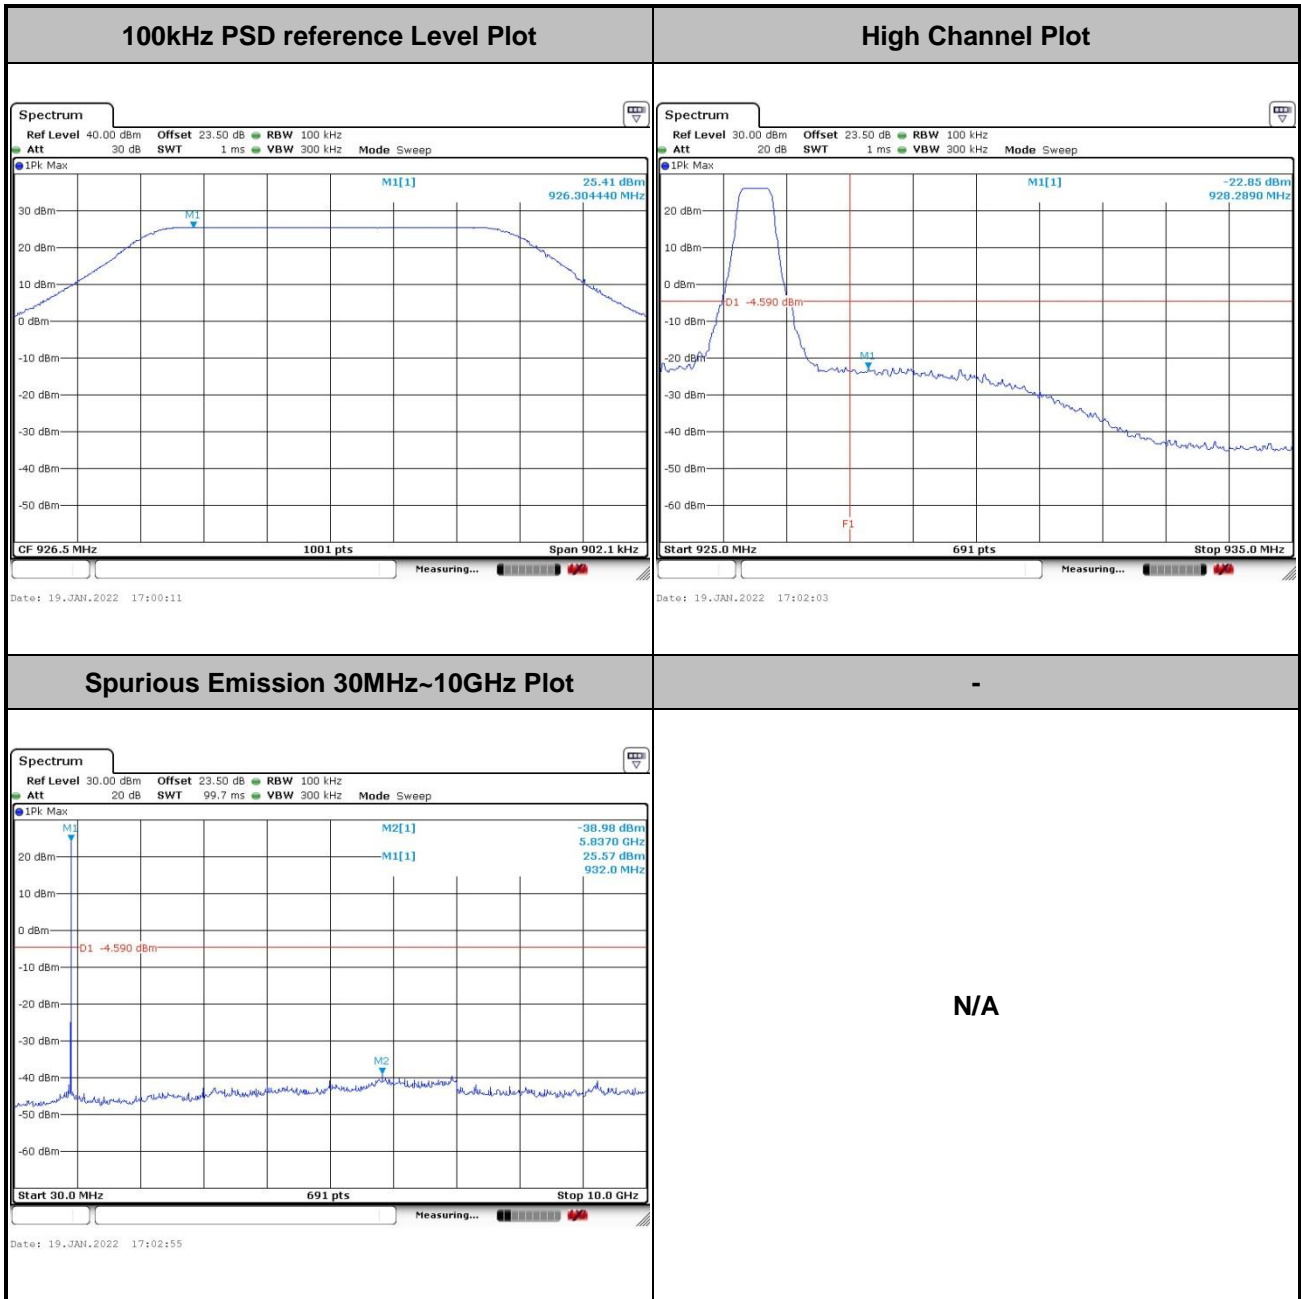 100kHz PSD reference Level Plot
High Channel Plot
Spectrum
Ref Level 40.00 dBm Offset 23.50 dB RBW 100 kHz
Att 30 dB SWT 1 ms VBW 300 kHz Mode Sweep
1Pk Max
M1[1] 25.41 dBm
926.304440 MHz
M1
30 dBm
20 dBm
10 dBm
0 dBm
-10 dBm
-20 dBm
-30 dBm
-40 dBm
-50 dBm
CF 926.5 MHz 1001 pts Span 902.1 kHz
Measuring...
Date: 19.JAN.2022 17:00:11
Spectrum
Ref Level 30.00 dBm Offset 23.50 dB RBW 100 kHz
Att 20 dB SWT 1 ms VBW 300 kHz Mode Sweep
1Pk Max
M1[1] -22.85 dBm
928.2890 MHz
20 dBm
10 dBm
0 dBm
D1 -4.590 dBm
-10 dBm
-20 dBm
M1
-30 dBm
-40 dBm
-50 dBm
-60 dBm
F1
Start 925.0 MHz 691 pts Stop 935.0 MHz
Measuring...
Date: 19.JAN.2022 17:02:03
Spurious Emission 30MHz~10GHz Plot
-
Spectrum
Ref Level 30.00 dBm Offset 23.50 dB RBW 100 kHz
Att 20 dB SWT 99.7 ms VBW 300 kHz Mode Sweep
1Pk Max
M1
M2[1] -38.98 dBm
5.8370 GHz
M1[1] 25.57 dBm
932.0 MHz
20 dBm
10 dBm
0 dBm
D1 -4.590 dBm
-10 dBm
-20 dBm
-30 dBm
M2
-40 dBm
-50 dBm
-60 dBm
Start 30.0 MHz 691 pts Stop 10.0 GHz
Measuring...
Date: 19.JAN.2022 17:02:55
N/A